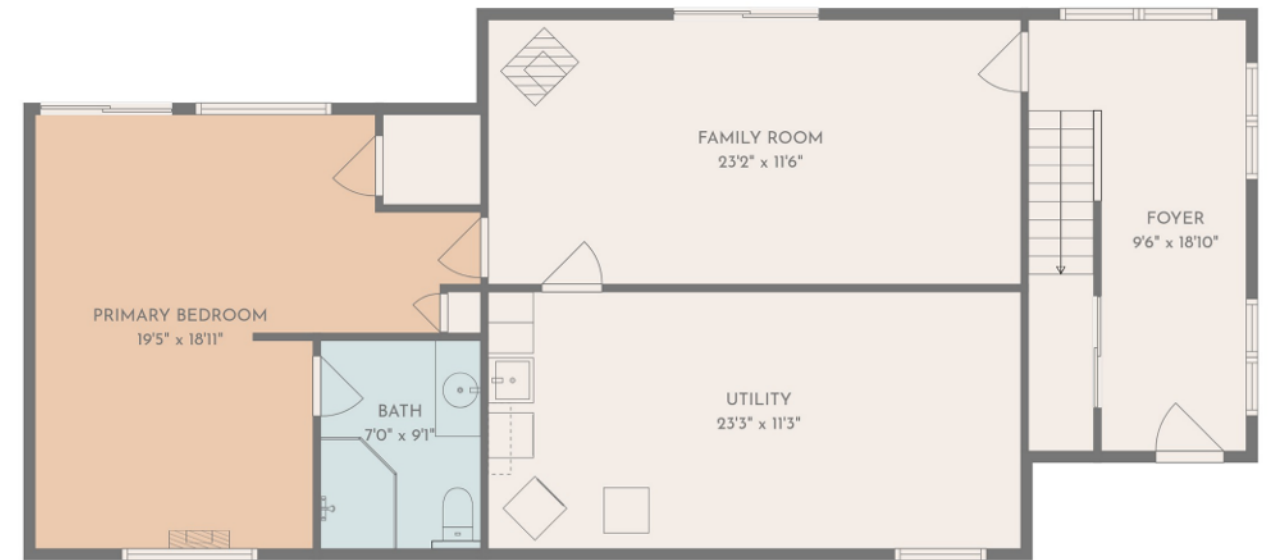 FAMILY ROOM
23'2" x 11'6"
FOYER
9'6" x 18'10"
PRIMARY BEDROOM
19'5" x 18'11"
UTILITY
23'3" x 11'3"
BATH
7'0" x 9'1"